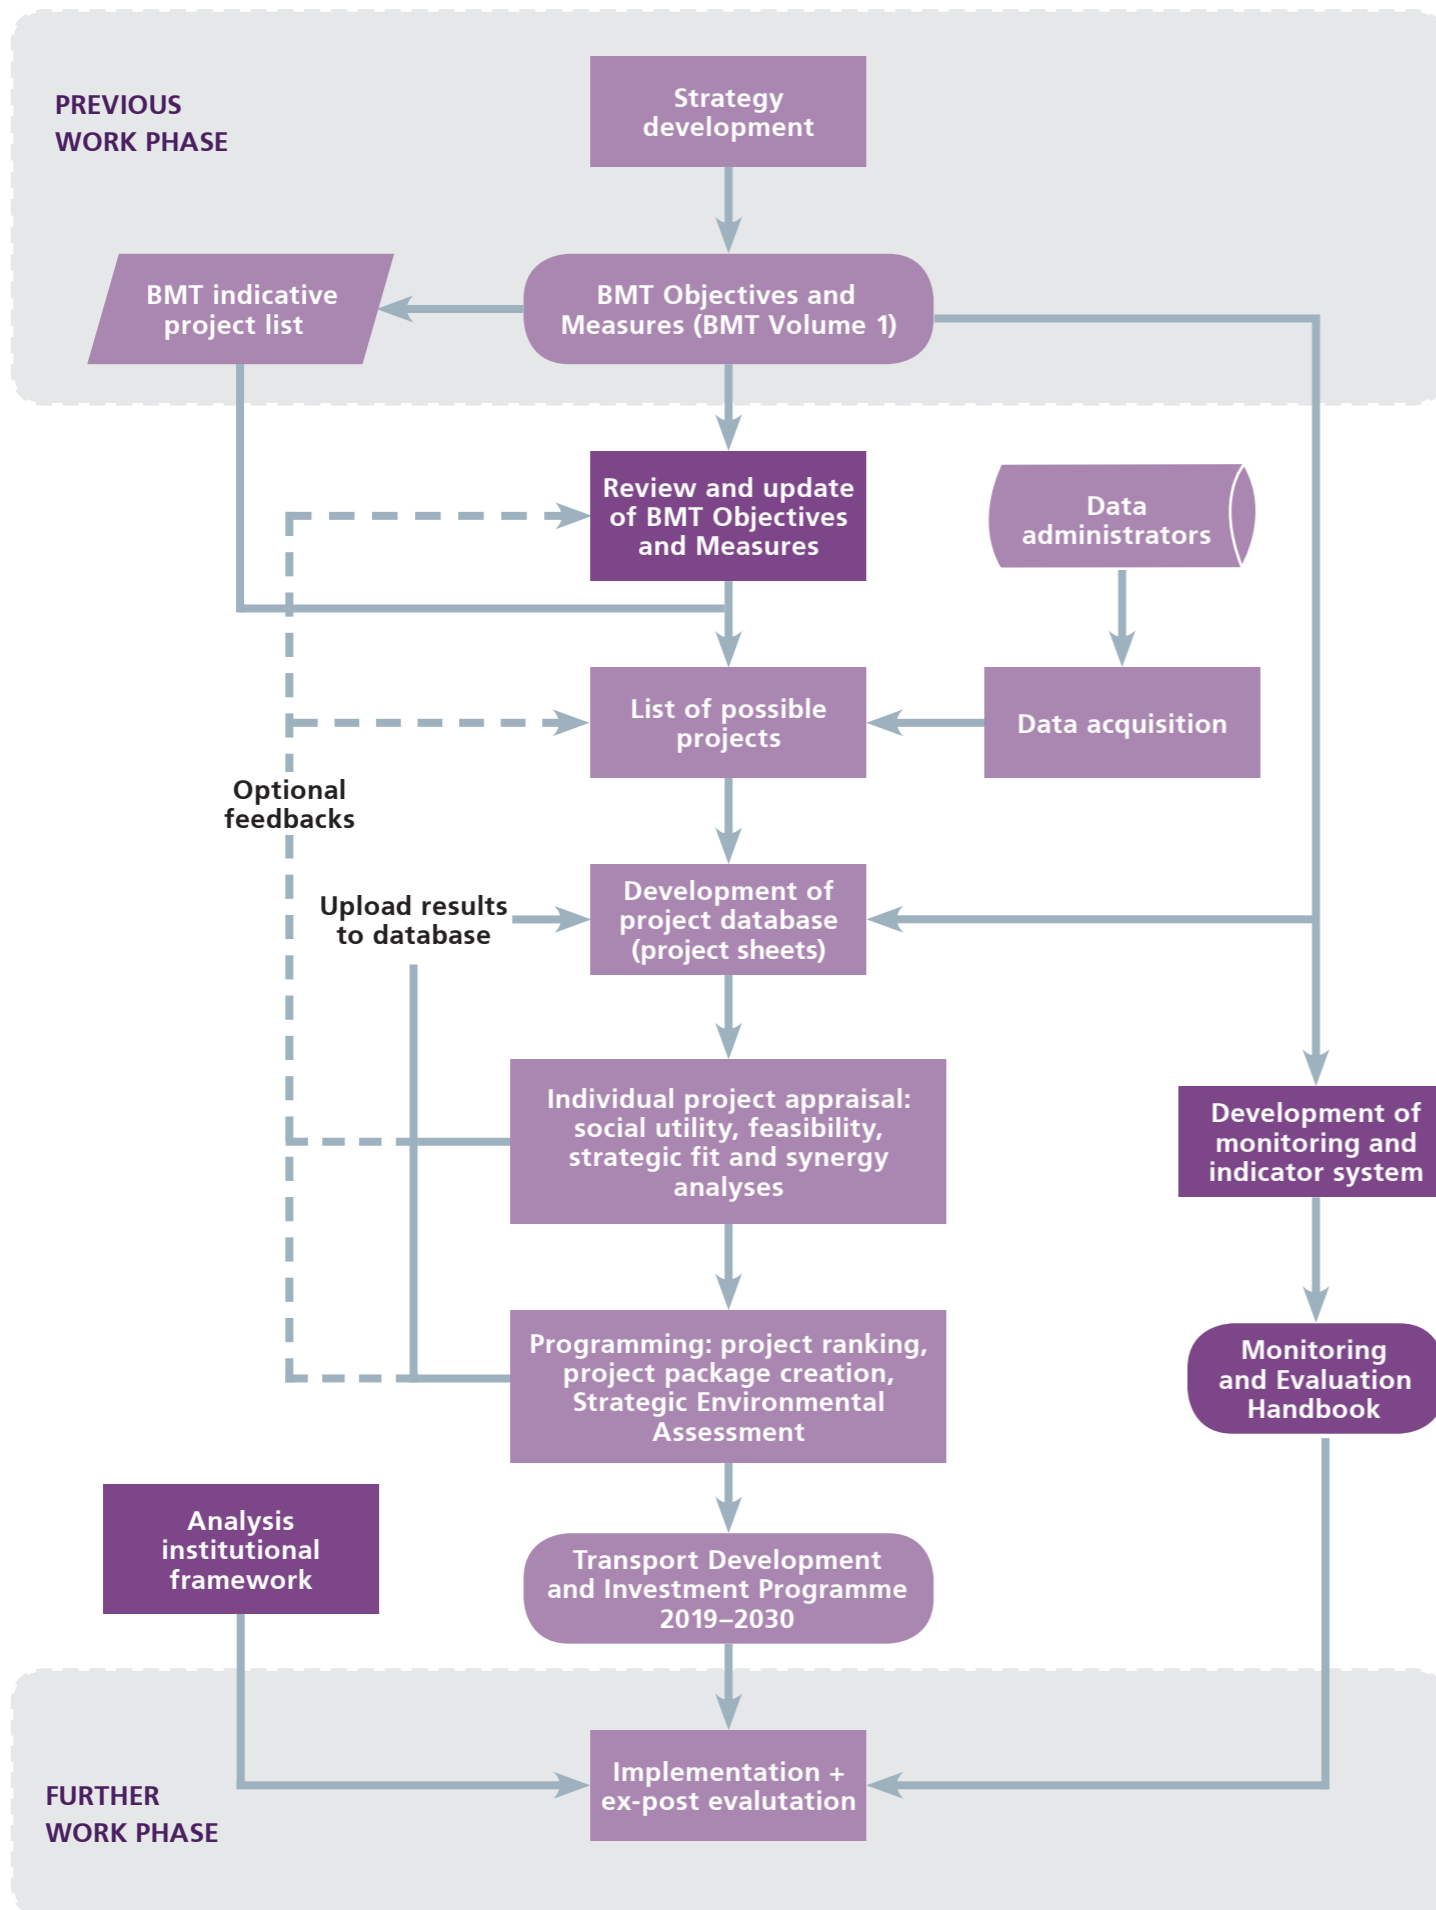 PREVIOUS
WORK PHASE
Strategy
development
BMT indicative
project list
BMT Objectives and
Measures (BMT Volume 1)
Review and update
of BMT Objectives
and Measures
Data
administrators
List of possible
projects
Data acquisition
Optional
feedbacks
Upload results
to database
Development of
project database
(project sheets)
Individual project appraisal:
social utility, feasibility,
strategic fit and synergy
analyses
Development of
monitoring and
indicator system
Programming: project ranking,
project package creation,
Strategic Environmental
Assessment
Monitoring
and Evaluation
Handbook
Analysis
institutional
framework
Transport Development
and Investment Programme
2019–2030
FURTHER
WORK PHASE
Implementation +
ex-post evalutation